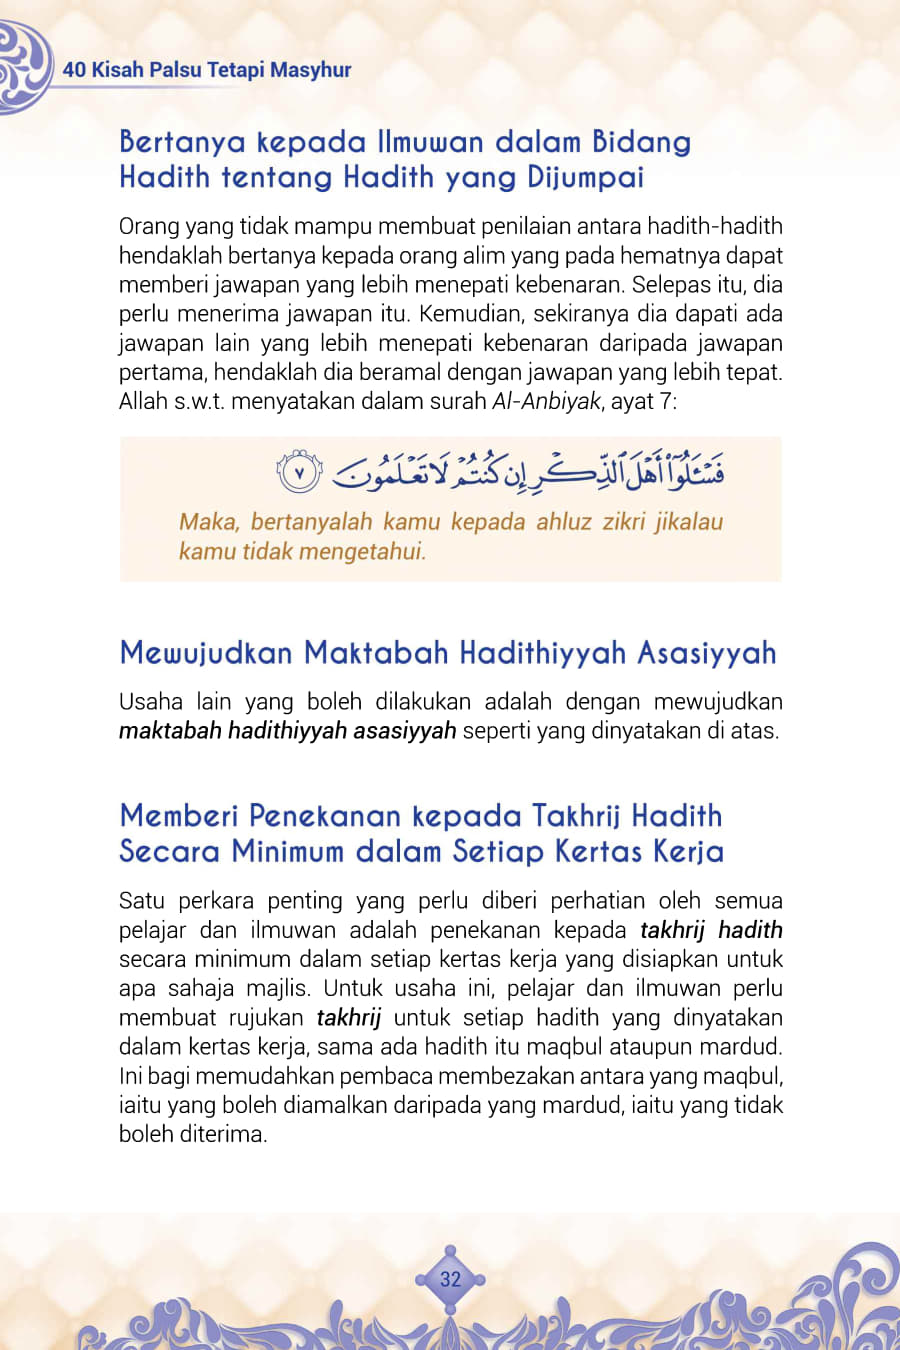 40 Kisah Palsu Tetapi Masyhur
Bertanya kepada Ilmuwan dalam Bidang
Hadith tentang Hadith yang Dijumpai
Orang yang tidak mampu membuat penilaian antara hadith-hadith
hendaklah bertanya kepada orang alim yang pada hematnya dapat
memberi jawapan yang lebih menepati kebenaran. Selepas itu, dia
perlu menerima jawapan itu. Kemudian, sekiranya dia dapati ada
jawapan lain yang lebih menepati kebenaran daripada jawapan
pertama, hendaklah dia beramal dengan jawapan yang lebih tepat.
Allah s.w.t. menyatakan dalam surah Al-Anbiyak, ayat 7:
فَسْـَٔلُوٓا۟ أَهْلَ ٱلذِّكْرِ إِن كُنتُمْ لَا تَعْلَمُونَ ٧
Maka, bertanyalah kamu kepada ahluz zikri jikalau
kamu tidak mengetahui.
Mewujudkan Maktabah Hadithiyyah Asasiyyah
Usaha lain yang boleh dilakukan adalah dengan mewujudkan
maktabah hadithiyyah asasiyyah seperti yang dinyatakan di atas.
Memberi Penekanan kepada Takhrij Hadith
Secara Minimum dalam Setiap Kertas Kerja
Satu perkara penting yang perlu diberi perhatian oleh semua
pelajar dan ilmuwan adalah penekanan kepada takhrij hadith
secara minimum dalam setiap kertas kerja yang disiapkan untuk
apa sahaja majlis. Untuk usaha ini, pelajar dan ilmuwan perlu
membuat rujukan takhrij untuk setiap hadith yang dinyatakan
dalam kertas kerja, sama ada hadith itu maqbul ataupun mardud.
Ini bagi memudahkan pembaca membezakan antara yang maqbul,
iaitu yang boleh diamalkan daripada yang mardud, iaitu yang tidak
boleh diterima.
32